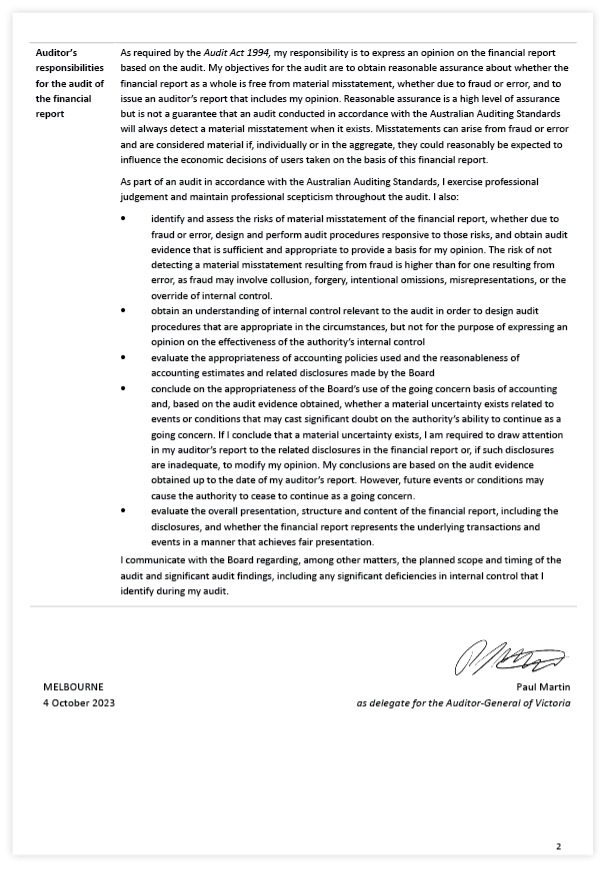 Auditor's
responsibilities
for the audit of
the financial
report
As required by the Audit Act 1994, my responsibility is to express an opinion on the financial report
based on the audit. My objectives for the audit are to obtain reasonable assurance about whether the
financial report as a whole is free from material misstatement, whether due to fraud or error, and to
issue an auditor's report that includes my opinion. Reasonable assurance is a high level of assurance
but is not a guarantee that an audit conducted in accordance with the Australian Auditing Standards
will always detect a material misstatement when it exists. Misstatements can arise from fraud or error
and are considered material if, individually or in the aggregate, they could reasonably be expected to
influence the economic decisions of users taken on the basis of this financial report.
As part of an audit in accordance with the Australian Auditing Standards, I exercise professional
judgement and maintain professional scepticism throughout the audit. I also:
• identify and assess the risks of material misstatement of the financial report, whether due to
fraud or error, design and perform audit procedures responsive to those risks, and obtain audit
evidence that is sufficient and appropriate to provide a basis for my opinion. The risk of not
detecting a material misstatement resulting from fraud is higher than for one resulting from
error, as fraud may involve collusion, forgery, intentional omissions, misrepresentations, or the
override of internal control.
• obtain an understanding of internal control relevant to the audit in order to design audit
procedures that are appropriate in the circumstances, but not for the purpose of expressing an
opinion on the effectiveness of the authority's internal control
• evaluate the appropriateness of accounting policies used and the reasonableness of
accounting estimates and related disclosures made by the Board
• conclude on the appropriateness of the Board's use of the going concern basis of accounting
and, based on the audit evidence obtained, whether a material uncertainty exists related to
events or conditions that may cast significant doubt on the authority's ability to continue as a
going concern. If I conclude that a material uncertainty exists, I am required to draw attention
in my auditor's report to the related disclosures in the financial report or, if such disclosures
are inadequate, to modify my opinion. My conclusions are based on the audit evidence
obtained up to the date of my auditor's report. However, future events or conditions may
cause the authority to cease to continue as a going concern.
• evaluate the overall presentation, structure and content of the financial report, including the
disclosures, and whether the financial report represents the underlying transactions and
events in a manner that achieves fair presentation.
I communicate with the Board regarding, among other matters, the planned scope and timing of the
audit and significant audit findings, including any significant deficiencies in internal control that I
identify during my audit.
MELBOURNE
4 October 2023
Paul Martin
as delegate for the Auditor-General of Victoria
2